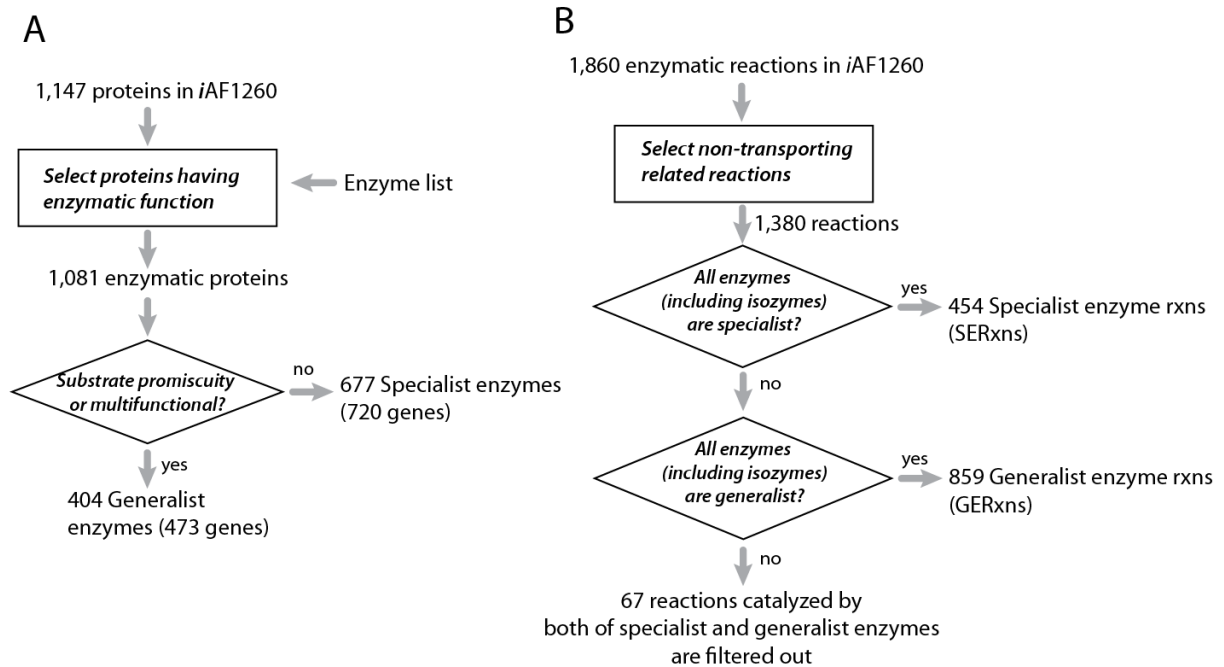 A
1,147 proteins in iAF1260
Select proteins having
enzymatic function
Enzyme list
1,081 enzymatic proteins
Substrate promiscuity
or multifunctional?
no
677 Specialist enzymes
(720 genes)
yes
404 Generalist
enzymes (473 genes)
B
1,860 enzymatic reactions in iAF1260
Select non-transporting
related reactions
1,380 reactions
All enzymes
(including isozymes)
are specialist?
yes
454 Specialist enzyme rxns
(SERxns)
no
All enzymes
(including isozymes)
are generalist?
yes
859 Generalist enzyme rxns
(GERxns)
no
67 reactions catalyzed by
both of specialist and generalist enzymes
are filtered out